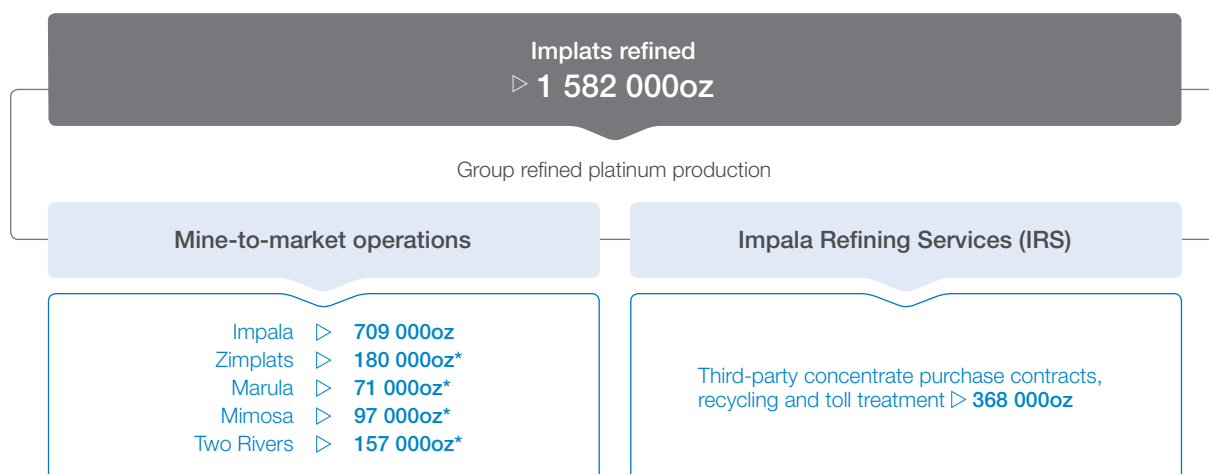 Implats refined
▷ 1 582 000oz
Group refined platinum production
Mine-to-market operations
Impala Refining Services (IRS)
Impala ▷ 709 000oz
Zimplats ▷ 180 000oz*
Marula ▷ 71 000oz*
Mimosa ▷ 97 000oz*
Two Rivers ▷ 157 000oz*
Third-party concentrate purchase contracts,
recycling and toll treatment ▷ 368 000oz